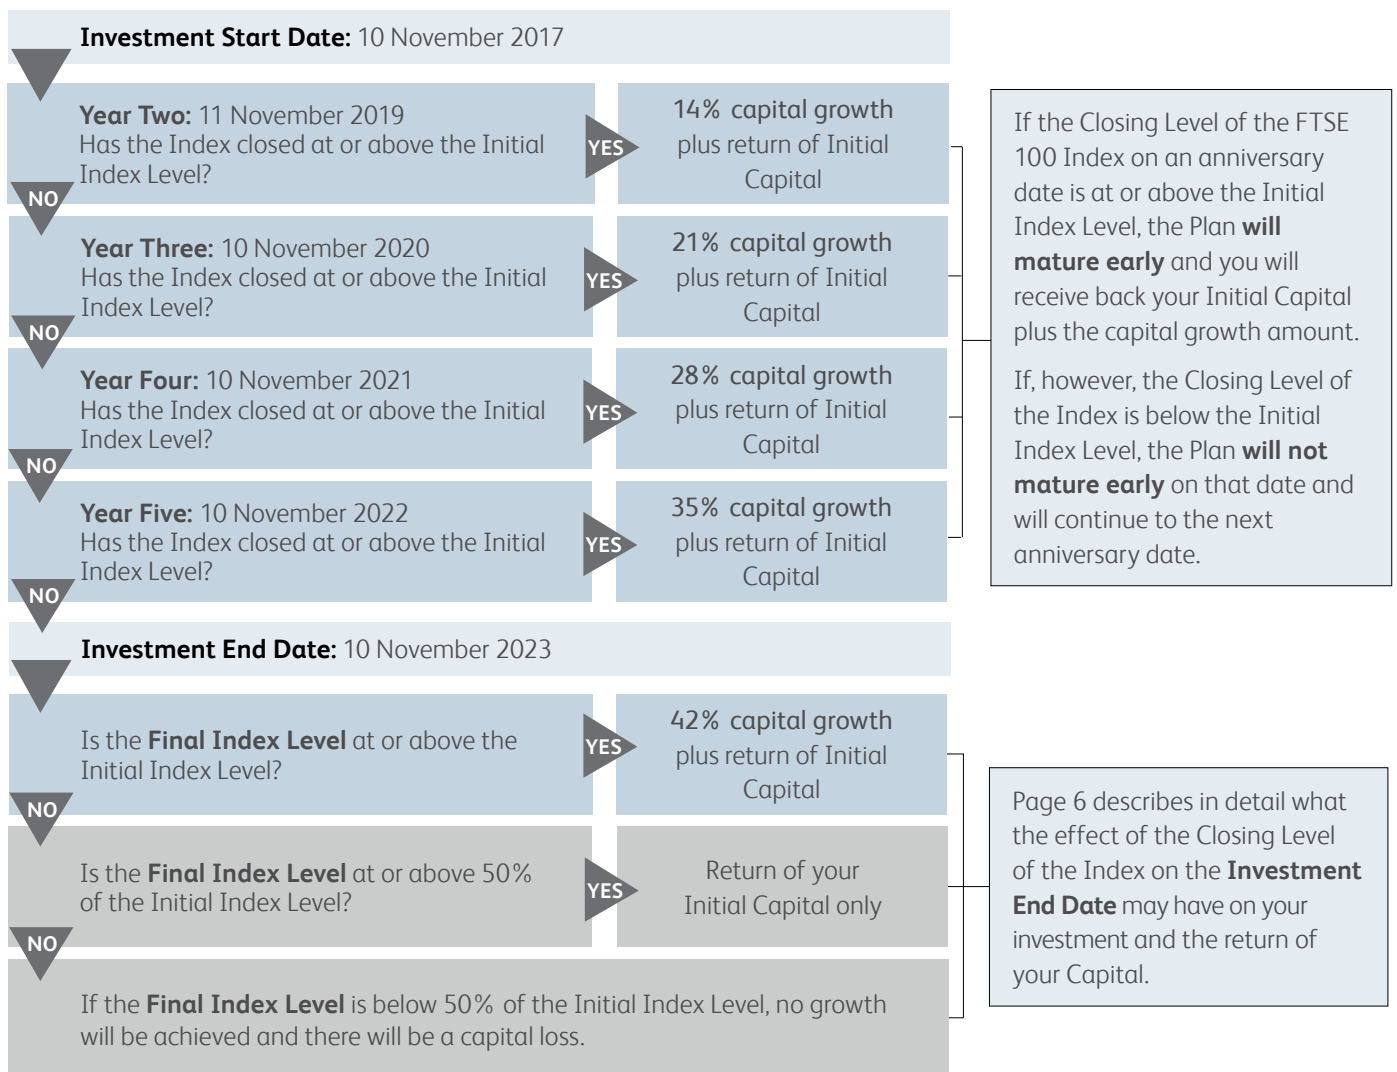 Investment Start Date: 10 November 2017
Year Two: 11 November 2019
Has the Index closed at or above the Initial
Index Level?
YES
14% capital growth
plus return of Initial
Capital
NO
Year Three: 10 November 2020
Has the Index closed at or above the Initial
Index Level?
YES
21% capital growth
plus return of Initial
Capital
NO
Year Four: 10 November 2021
Has the Index closed at or above the Initial
Index Level?
YES
28% capital growth
plus return of Initial
Capital
NO
Year Five: 10 November 2022
Has the Index closed at or above the Initial
Index Level?
YES
35% capital growth
plus return of Initial
Capital
NO
If the Closing Level of the FTSE
100 Index on an anniversary
date is at or above the Initial
Index Level, the Plan will
mature early and you will
receive back your Initial Capital
plus the capital growth amount.
If, however, the Closing Level of
the Index is below the Initial
Index Level, the Plan will not
mature early on that date and
will continue to the next
anniversary date.
Investment End Date: 10 November 2023
Is the Final Index Level at or above the
Initial Index Level?
YES
42% capital growth
plus return of Initial
Capital
NO
Is the Final Index Level at or above 50%
of the Initial Index Level?
YES
Return of your
Initial Capital only
NO
If the Final Index Level is below 50% of the Initial Index Level, no growth
will be achieved and there will be a capital loss.
Page 6 describes in detail what
the effect of the Closing Level
of the Index on the Investment
End Date may have on your
investment and the return of
your Capital.